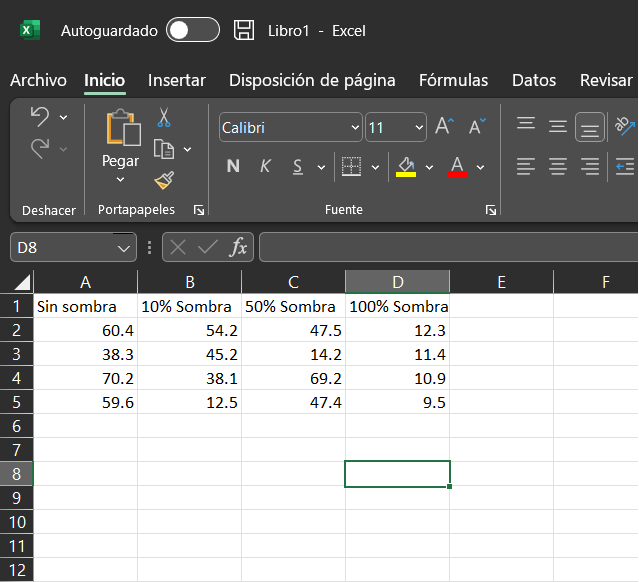 Autoguardado Libro1 - Excel
Archivo Inicio Insertar Disposición de página Fórmulas Datos Revisar
Pegar
Calibri 11 A A
N K S A
Deshacer Portapapeles Fuente
D8 fx
A B C D E F
1 Sin sombra 10% Sombra 50% Sombra 100% Sombra
2 60.4 54.2 47.5 12.3
3 38.3 45.2 14.2 11.4
4 70.2 38.1 69.2 10.9
5 59.6 12.5 47.4 9.5
6
7
8
9
10
11
12